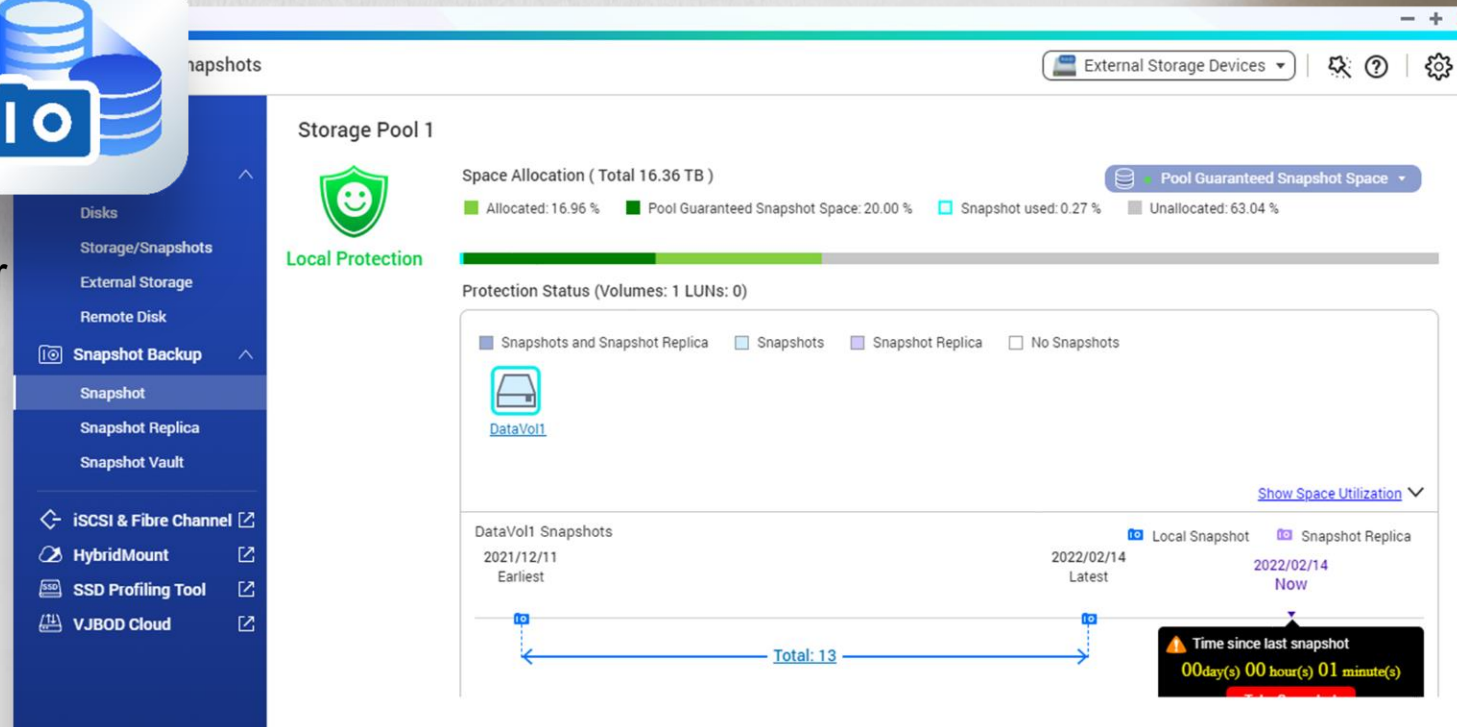 External Storage Devices
Storage Pool 1
Space Allocation ( Total 16.36 TB )
Pool Guaranteed Snapshot Space
Allocated: 16.96 %
Pool Guaranteed Snapshot Space: 20.00 %
Snapshot used: 0.27 %
Unallocated: 63.04 %
Local Protection
Disks
Storage/Snapshots
External Storage
Remote Disk
Snapshot Backup
Snapshot
Snapshot Replica
Snapshot Vault
iSCSI & Fibre Channel
HybridMount
SSD Profiling Tool
VJBOD Cloud
Protection Status (Volumes: 1 LUNs: 0)
Snapshots and Snapshot Replica
Snapshots
Snapshot Replica
No Snapshots
DataVol1
Show Space Utilization
DataVol1 Snapshots
Local Snapshot
Snapshot Replica
2021/12/11
Earliest
2022/02/14
Latest
2022/02/14
Now
Total: 13
Time since last snapshot
00day(s) 00 hour(s) 01 minute(s)